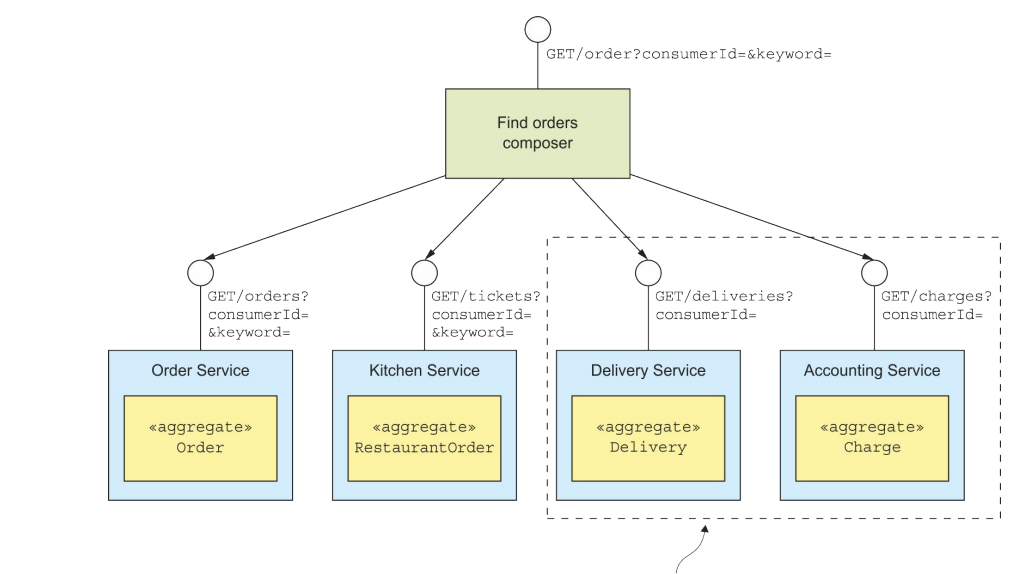 GET/order?consumerId=&keyword=
Find orders
composer
GET/orders?
consumerId=
&keyword=
GET/tickets?
consumerId=
&keyword=
GET/deliveries?
consumerId=
GET/charges?
consumerId=
Order Service
«aggregate»
Order
Kitchen Service
«aggregate»
RestaurantOrder
Delivery Service
«aggregate»
Delivery
Accounting Service
«aggregate»
Charge